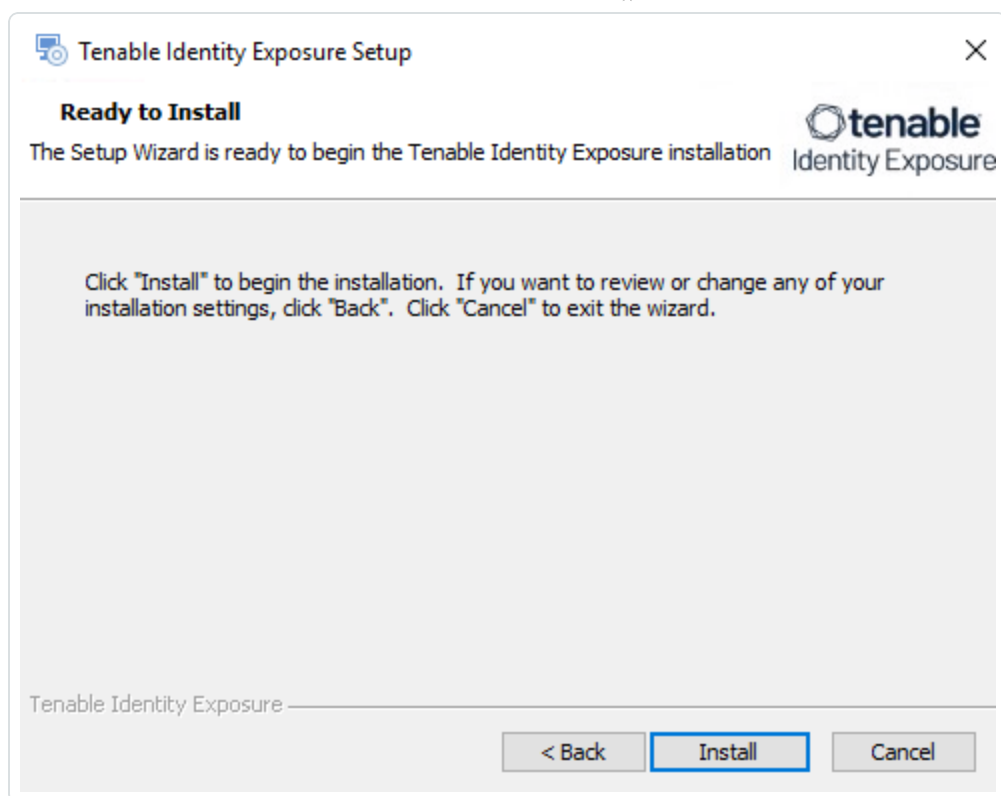 Tenable Identity Exposure Setup
Ready to Install
The Setup Wizard is ready to begin the Tenable Identity Exposure installation
tenable
Identity Exposure
Click "Install" to begin the installation.  If you want to review or change any of your
installation settings, click "Back".  Click "Cancel" to exit the wizard.
Tenable Identity Exposure
< Back
Install
Cancel